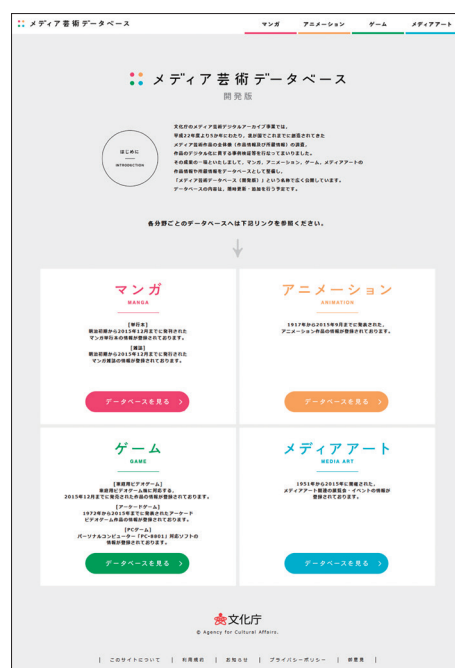 メディア芸術データベース
マンガ アニメーション ゲーム メディアアート
メディア芸術データベース
開発版
はじめに
INTRODUCTION
文化庁のメディア芸術デジタルアーカイブ事業では、
平成22年度より5か年にわたり、我が国でこれまでに創造されてきた
メディア芸術作品の全体像（作品情報及び所蔵情報）の調査、
作品のデジタル化に関する事例検証等を行なってまいりました。
その成果の一環といたしまして、マンガ、アニメーション、ゲーム、メディアアートの
作品情報や所蔵情報をデータベースとして整備し、
「メディア芸術データベース（開発版）」という名称で広く公開しています。
データベースの内容は、随時更新・追加を行う予定です。
各分野ごとのデータベースへは下記リンクを参照ください。
マンガ
MANGA
[単行本]
明治初期から2015年12月までに発刊された
マンガ単行本の情報が登録されております。
[雑誌]
明治初期から2015年12月までに発行された
マンガ雑誌の情報が登録されております。
データベースを見る
アニメーション
ANIMATION
1917年から2015年9月までに発表された、
アニメーション作品の情報が登録されております。
データベースを見る
ゲーム
GAME
[家庭用ビデオゲーム]
家庭用ビデオゲーム機に対応する、
2015年12月までに発売された作品の情報が登録されております。
[アーケードゲーム]
1972年から2015年までに発表されたアーケード
ビデオゲーム作品の情報が登録されております。
[PCゲーム]
パーソナルコンピューター「PC-8801」対応ソフトの
情報が登録されております。
データベースを見る
メディアアート
MEDIA ART
1951年から2015年に開催された、
メディアアート関連の展覧会・イベントの情報が
登録されております。
データベースを見る
文化庁
© Agency for Cultural Affairs.
| このサイトについて | 利用規約 | お知らせ | プライバシーポリシー | 御意見 |